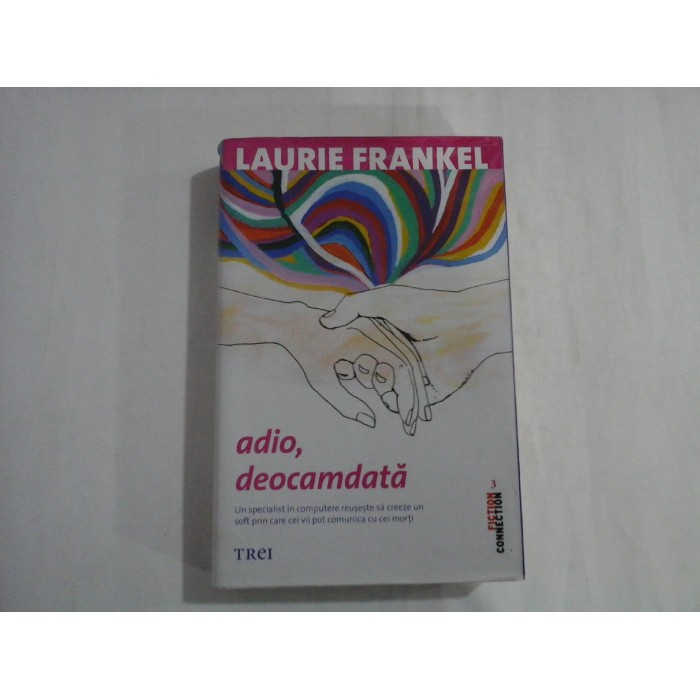 LAURIE FRANKEL
adio,
deocamdată
Un specialist în computere reușește să creeze un
soft prin care cei vii pot comunica cu cei morți
TREI
3
FICTION
CONNECTION